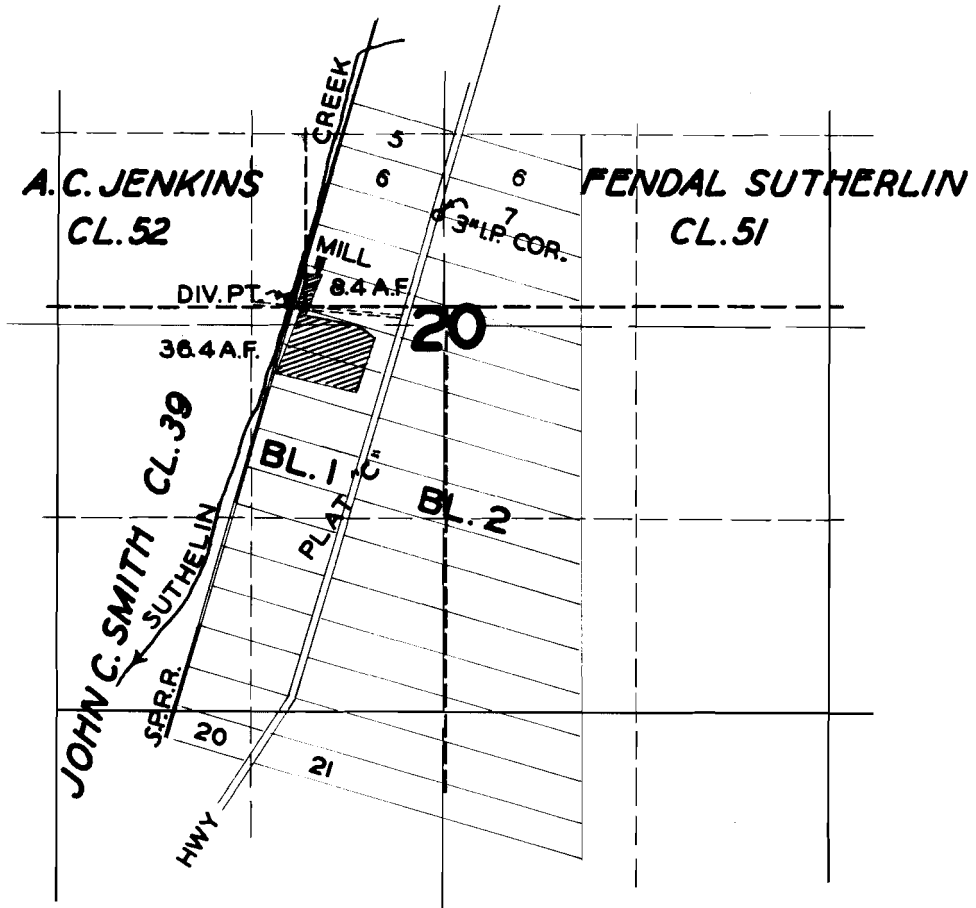 CREEK
5
6
6
A.C. JENKINS
CL. 52
FENDAL SUTHERLIN
CL. 51
7
3" I.P. COR.
MILL
8.4 A.F.
DIV. PT.
20
36.4 A.F.
JOHN C. SMITH CL. 39
BL. 1
"C"
PLAT
BL. 2
SUTHELIN
S.P.R.R.
20
21
HWY